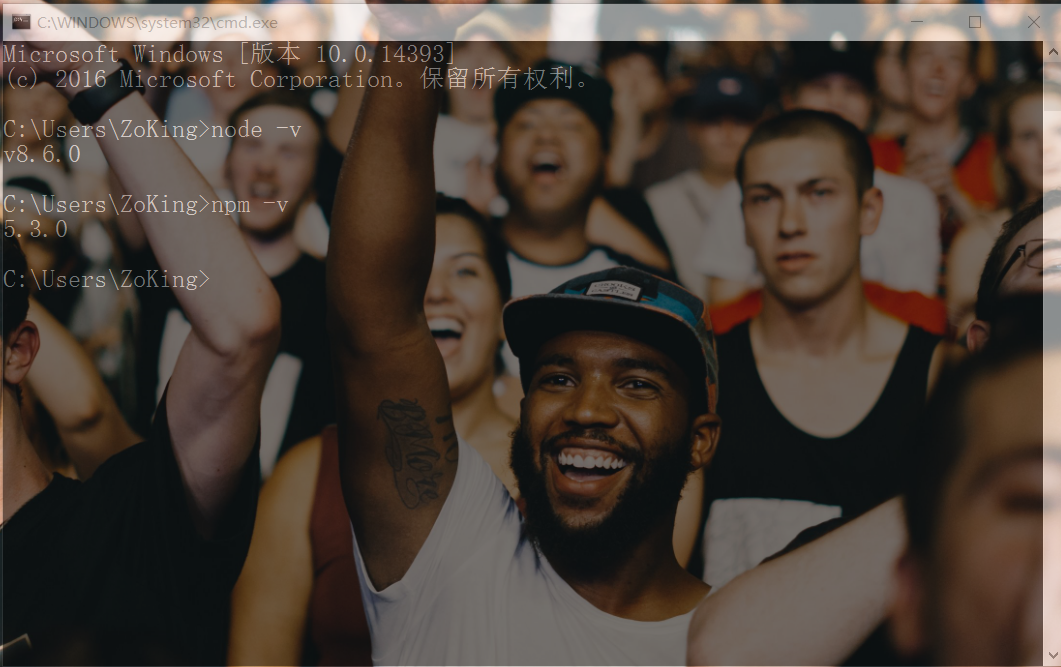 C:\WINDOWS\system32\cmd.exe
Microsoft Windows [版本 10.0.14393]
(c) 2016 Microsoft Corporation。保留所有权利。
C:\Users\ZoKing>node -v
v8.6.0
C:\Users\ZoKing>npm -v
5.3.0
C:\Users\ZoKing>